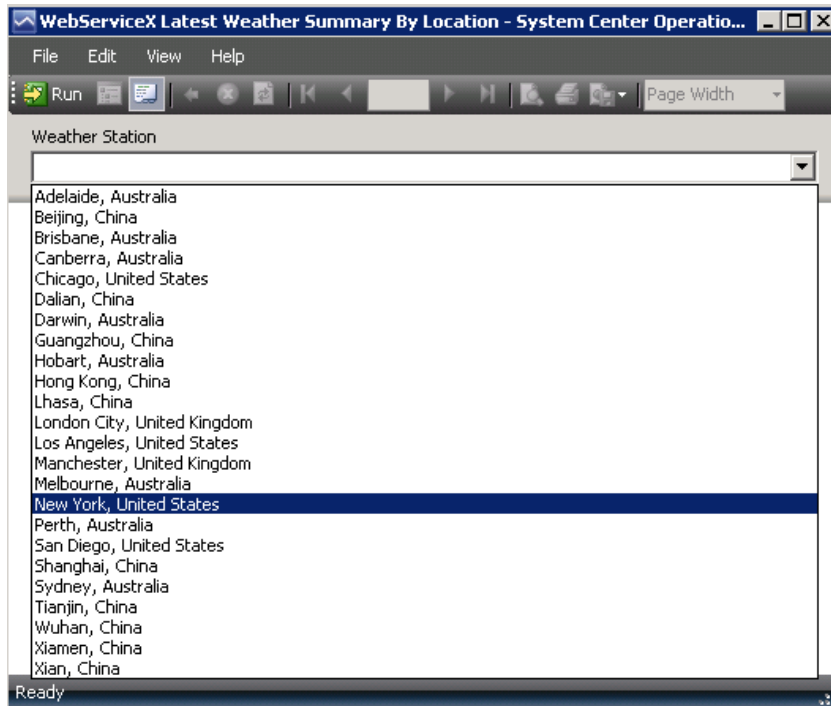 WebServiceX Latest Weather Summary By Location - System Center Operatio...
File Edit View Help
Run Page Width
Weather Station
Adelaide, Australia
Beijing, China
Brisbane, Australia
Canberra, Australia
Chicago, United States
Dalian, China
Darwin, Australia
Guangzhou, China
Hobart, Australia
Hong Kong, China
Lhasa, China
London City, United Kingdom
Los Angeles, United States
Manchester, United Kingdom
Melbourne, Australia
New York, United States
Perth, Australia
San Diego, United States
Shanghai, China
Sydney, Australia
Tianjin, China
Wuhan, China
Xiamen, China
Xian, China
Ready